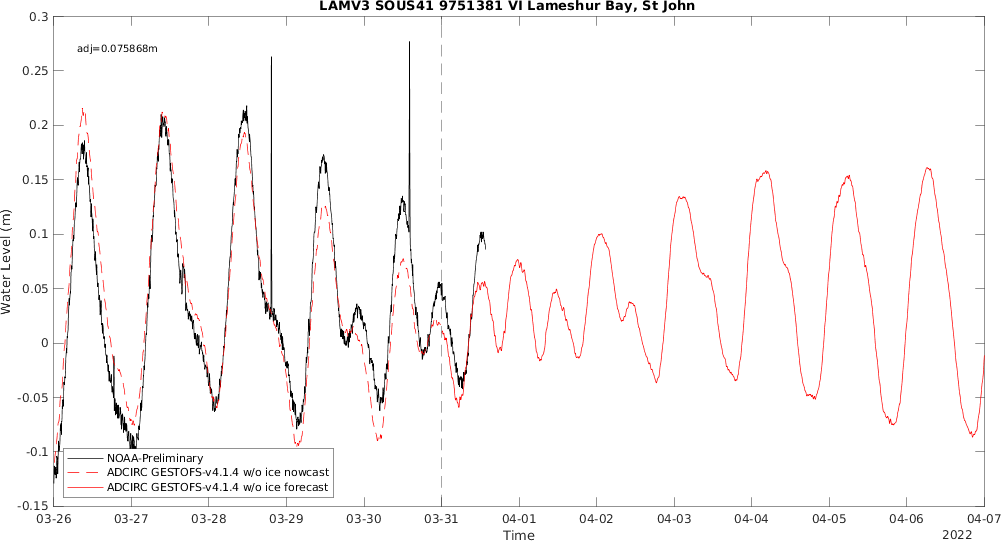 LAMV3 SOUS41 9751381 VI Lameshur Bay, St John
adj=0.075868m
Water Level (m)
0.3
0.25
0.2
0.15
0.1
0.05
0
-0.05
-0.1
-0.15
NOAA-Preliminary
ADCIRC GESTOFS-v4.1.4 w/o ice nowcast
ADCIRC GESTOFS-v4.1.4 w/o ice forecast
03-26 03-27 03-28 03-29 03-30 03-31 04-01 04-02 04-03 04-04 04-05 04-06 04-07
Time
2022